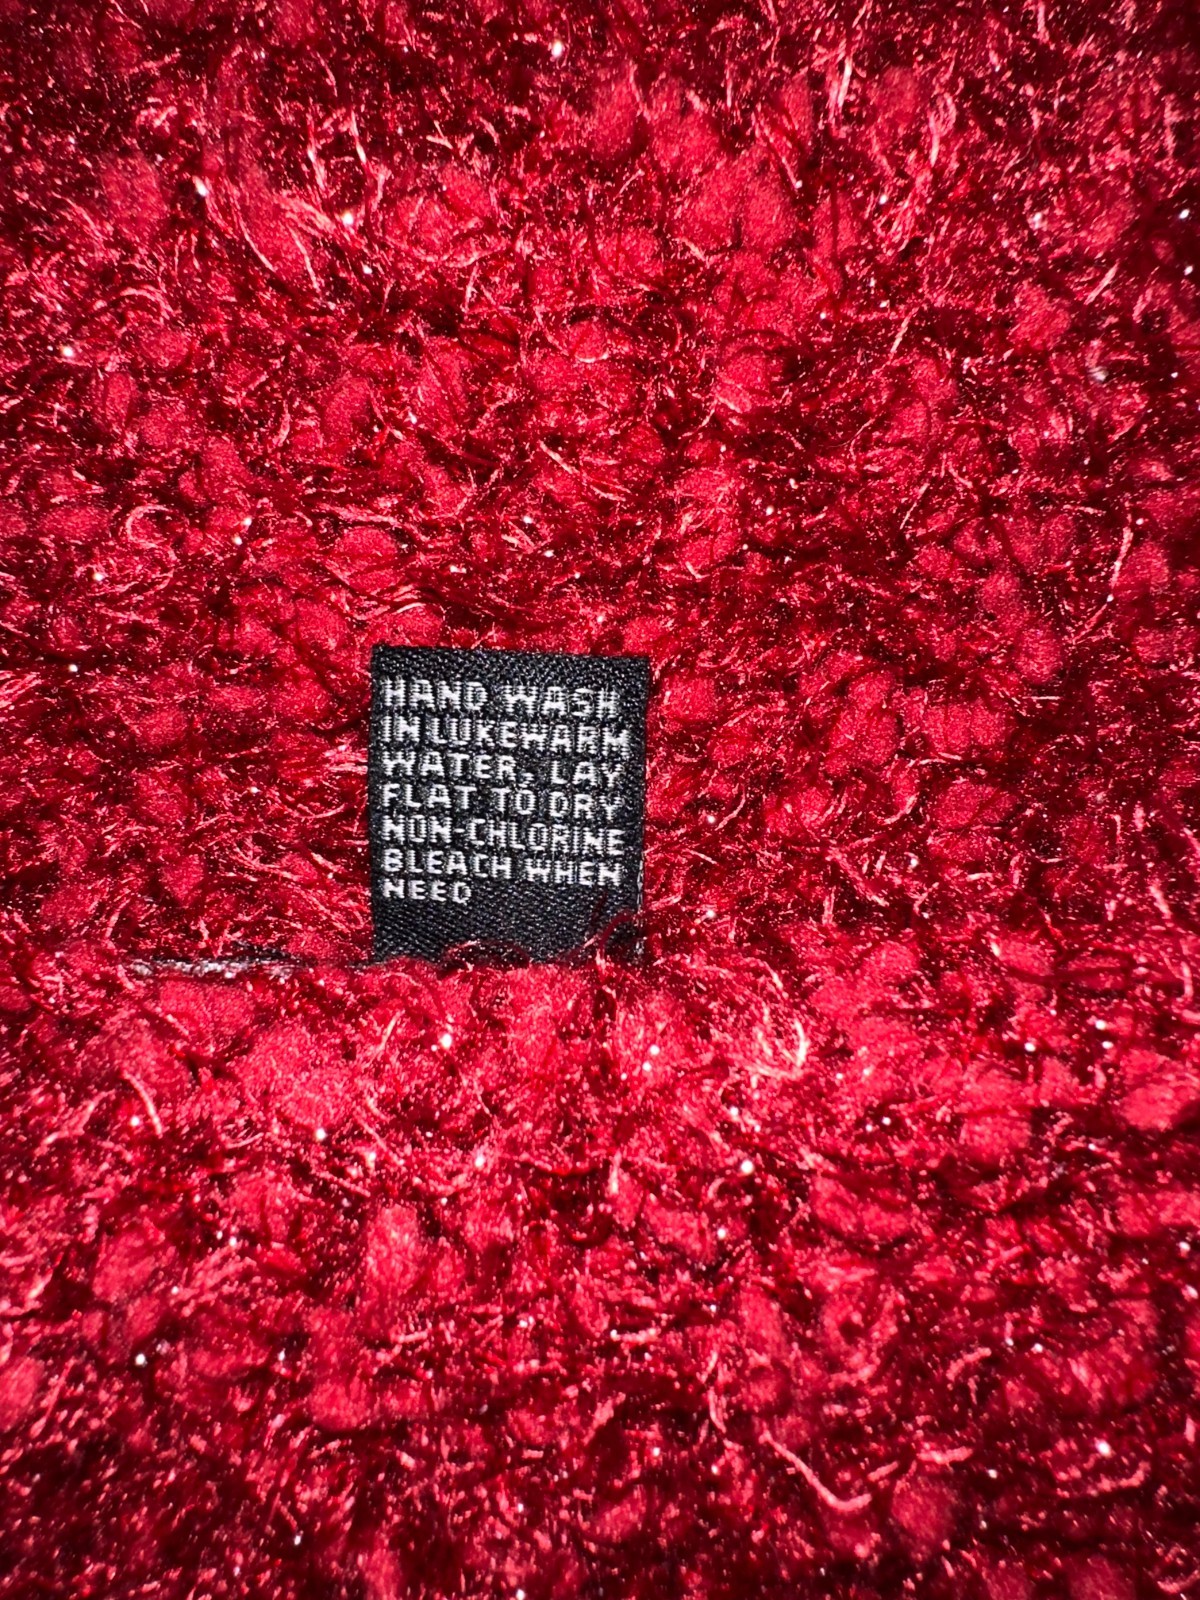 HAND WASH
IN LUKEWARM
WATER, LAY
FLAT TO DRY
NON-CHLORINE
BLEACH WHEN
NEED